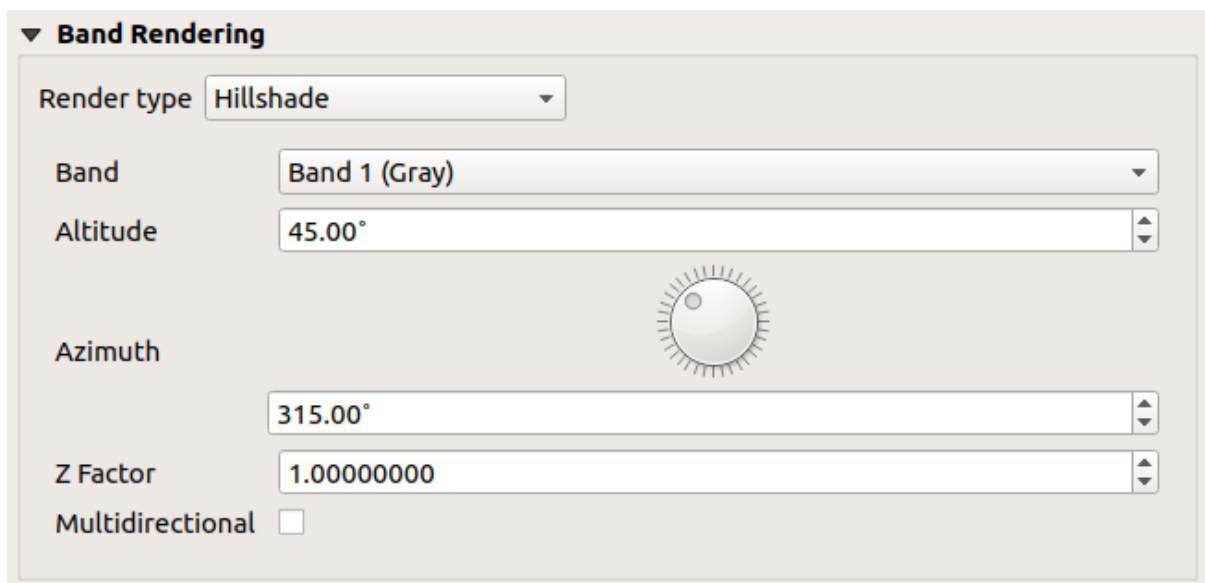 Band Rendering
Render type Hillshade
Band Band 1 (Gray)
Altitude 45.00°
Azimuth
315.00°
Z Factor 1.00000000
Multidirectional